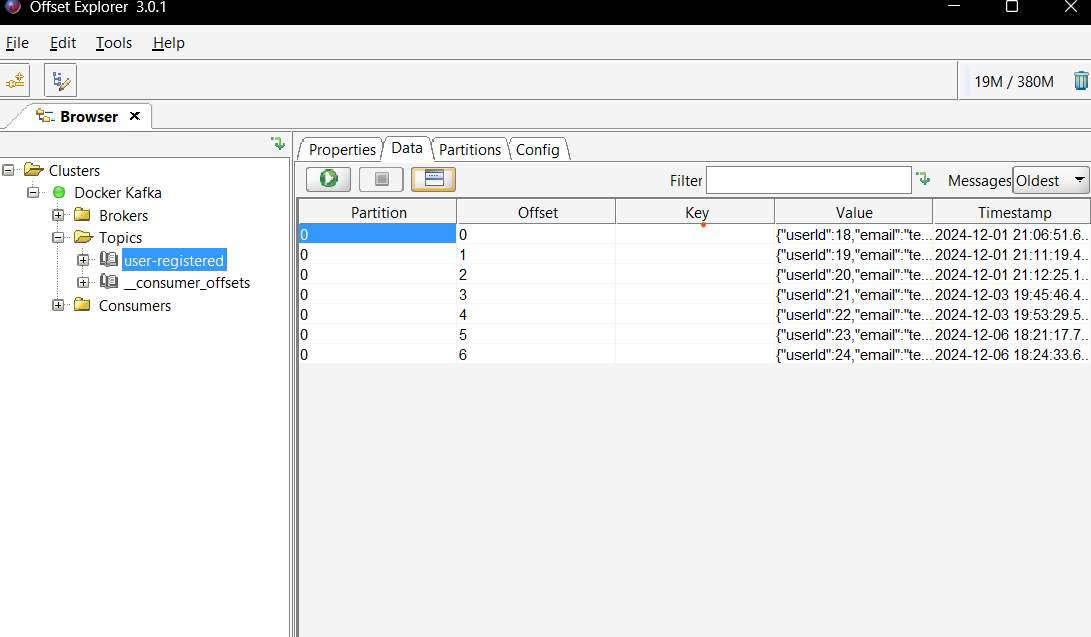 Offset Explorer 3.0.1
File Edit Tools Help
19M / 380M
Browser
Clusters
Docker Kafka
Brokers
Topics
user-registered
__consumer_offsets
Consumers
Properties Data Partitions Config
Filter Messages Oldest
Partition Offset Key Value Timestamp
0 0 {"userId":18,"email":"te... 2024-12-01 21:06:51.6...
0 1 {"userId":19,"email":"te... 2024-12-01 21:11:19.4...
0 2 {"userId":20,"email":"te... 2024-12-01 21:12:25.1...
0 3 {"userId":21,"email":"te... 2024-12-03 19:45:46.4...
0 4 {"userId":22,"email":"te... 2024-12-03 19:53:29.5...
0 5 {"userId":23,"email":"te... 2024-12-06 18:21:17.7...
0 6 {"userId":24,"email":"te... 2024-12-06 18:24:33.6...